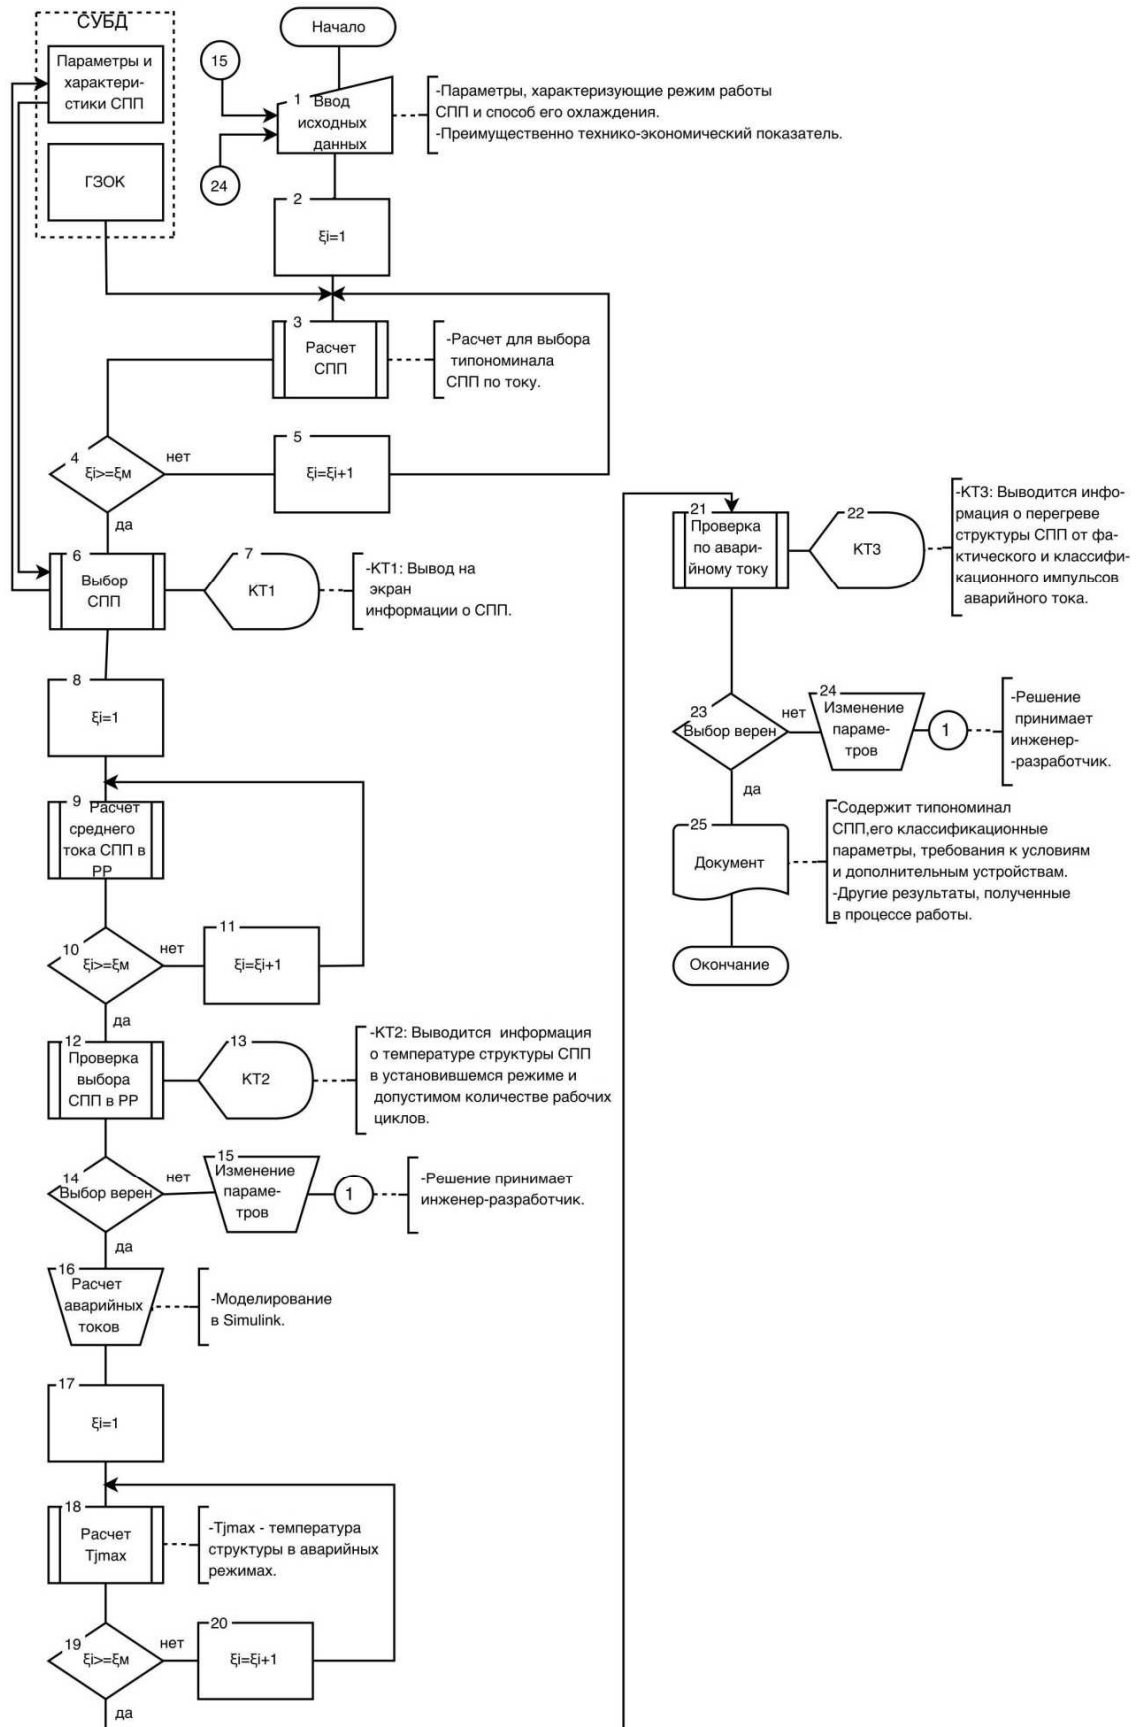 СУБД
Параметры и
характери-
стики СПП
ГЗОК
Начало
15
24
1
Ввод
исходных
данных
-Параметры, характеризующие режим работы
СПП и способ его охлаждения.
-Преимущественно технико-экономический показатель.
2
ξi=1
3
Расчет
СПП
-Расчет для выбора
типономинала
СПП по току.
4
ξi>=ξм
нет
да
5
ξi=ξi+1
6
Выбор
СПП
7
КТ1
-КТ1: Вывод на
экран
информации о СПП.
8
ξi=1
9
Расчет
среднего
тока СПП в
РР
10
ξi>=ξм
нет
да
11
ξi=ξi+1
12
Проверка
выбора
СПП в РР
13
КТ2
-КТ2: Выводится информация
о температуре структуры СПП
в установившемся режиме и
допустимом количестве рабочих
циклов.
14
Выбор верен
нет
да
15
Изменение
параме-
тров
1
-Решение принимает
инженер-разработчик.
16
Расчет
аварийных
токов
-Моделирование
в Simulink.
17
ξi=1
18
Расчет
Tjmax
-Tjmax - температура
структуры в аварийных
режимах.
19
ξi>=ξм
нет
да
20
ξi=ξi+1
21
Проверка
по авари-
йному току
22
КТ3
-КТ3: Выводится инфо-
рмация о перегреве
структуры СПП от фа-
ктического и классифи-
кационного импульсов
аварийного тока.
23
Выбор верен
нет
да
24
Изменение
параме-
тров
1
-Решение
принимает
инженер-
-разработчик.
25
Документ
-Содержит типономинал
СПП,его классификационные
параметры, требования к условиям
и дополнительным устройствам.
-Другие результаты, полученные
в процессе работы.
Окончание